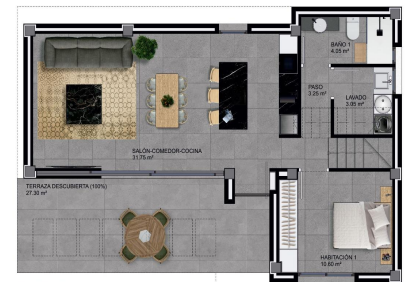 BAÑO 1
4.05 m²
PASO
3.25 m²
LAVADO
3.05 m²
SALÓN-COMEDOR-COCINA
31.75 m²
TERRAZA DESCUBIERTA (100%)
27.30 m²
HABITACIÓN 1
10.60 m²